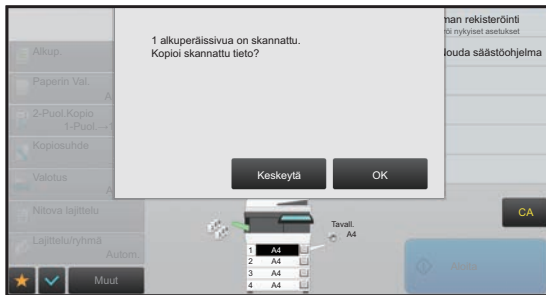 1 alkuperäissivua on skannattu.
Kopioi skannattu tieto?
Keskeytä
OK
man rekisteröinti
röi nykyiset asetukset
Nouda säästöohjelma
Alkup.
Paperin Val.
A
2-Puol.Kopio
1-Puol.→1
Kopiosuhde
Valotus
A
Nitova lajittelu
Lajittelu/ryhmä
Autom.
Muut
Tavall.
A4
1 A4
2 A4
3 A4
4 A4
CA
Aloita